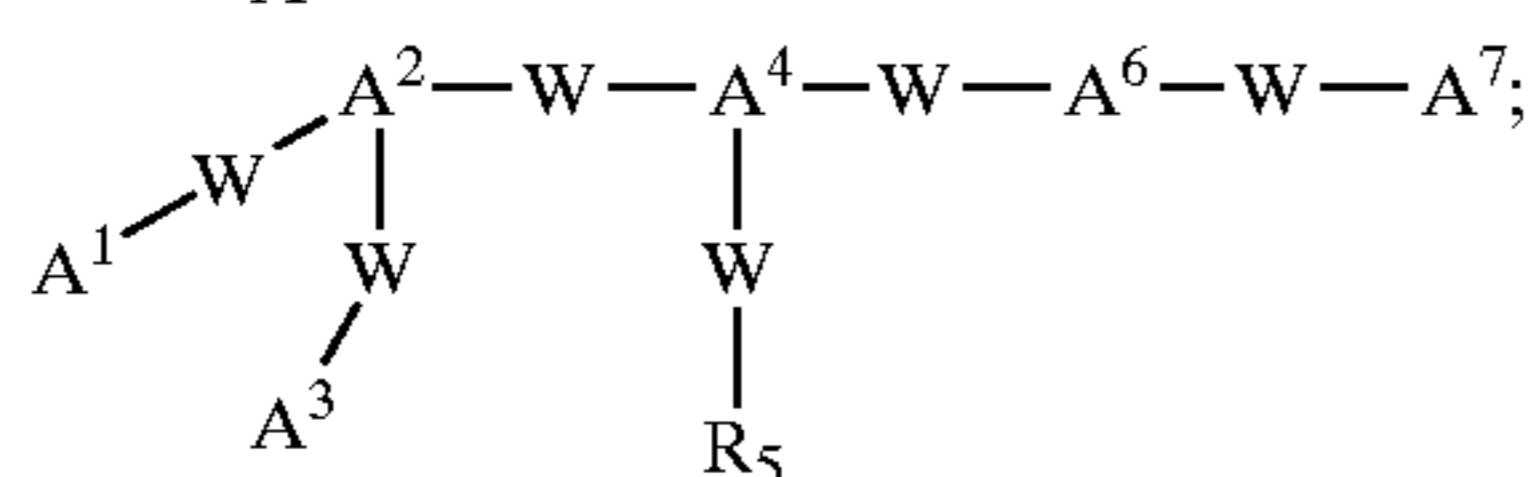 A² — W — A⁴ — W — A⁶ — W — A⁷;
W
A¹
W W
A³
R₅